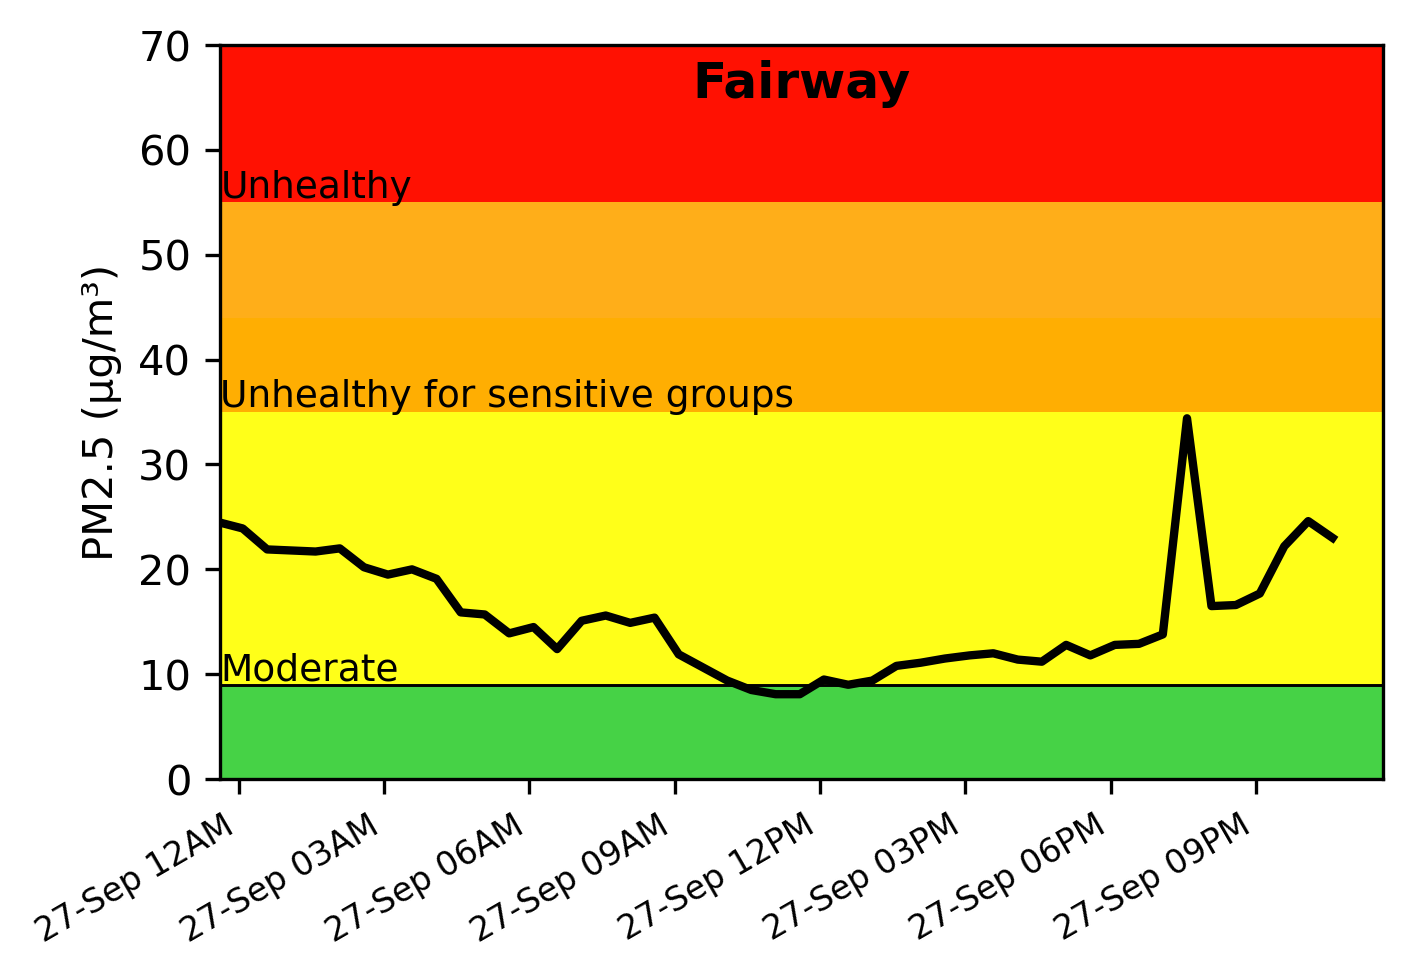 Fairway
70
60
50
40
30
20
10
0
PM2.5 (µg/m³)
Unhealthy
Unhealthy for sensitive groups
Moderate
27-Sep 12AM
27-Sep 03AM
27-Sep 06AM
27-Sep 09AM
27-Sep 12PM
27-Sep 03PM
27-Sep 06PM
27-Sep 09PM